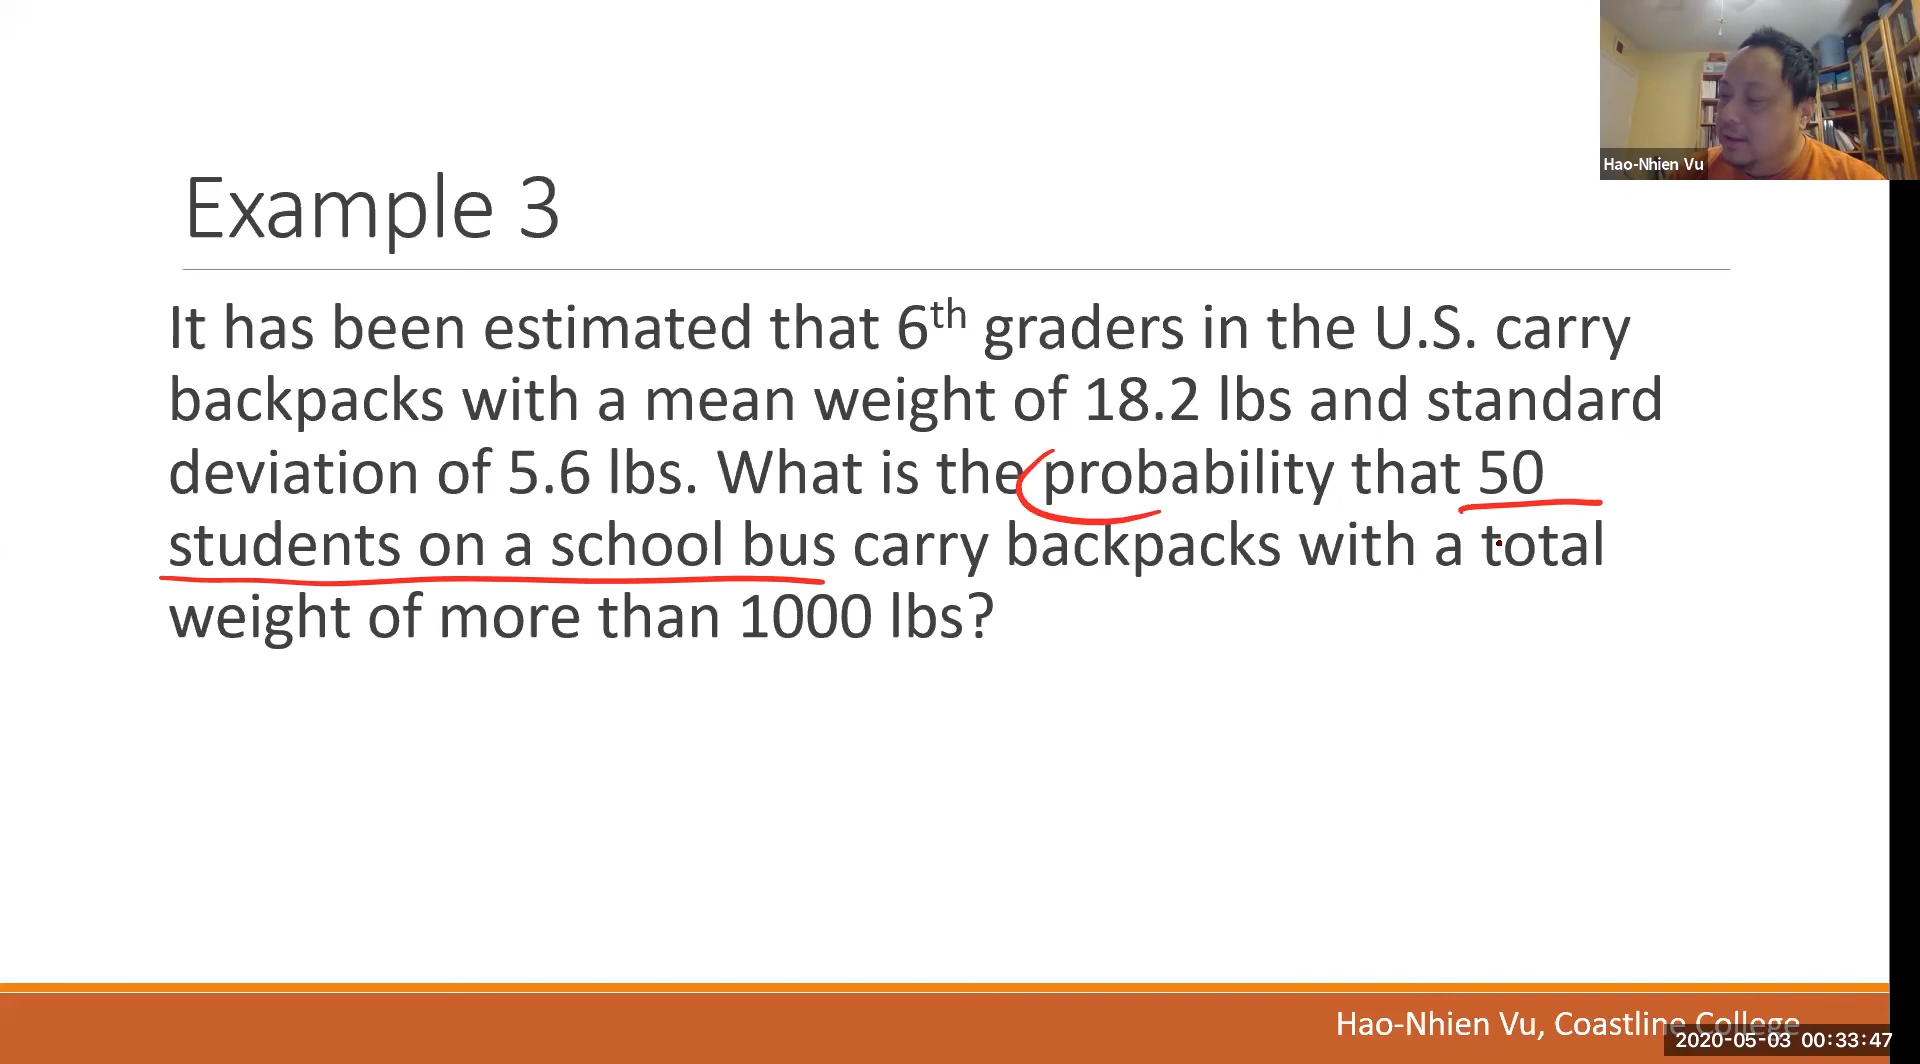 Hao-Nhien Vu
Example 3
It has been estimated that 6th graders in the U.S. carry
backpacks with a mean weight of 18.2 lbs and standard
deviation of 5.6 lbs. What is the probability that 50
students on a school bus carry backpacks with a total
weight of more than 1000 lbs?
Hao-Nhien Vu, Coastline College
2020-05-03 00:33:47